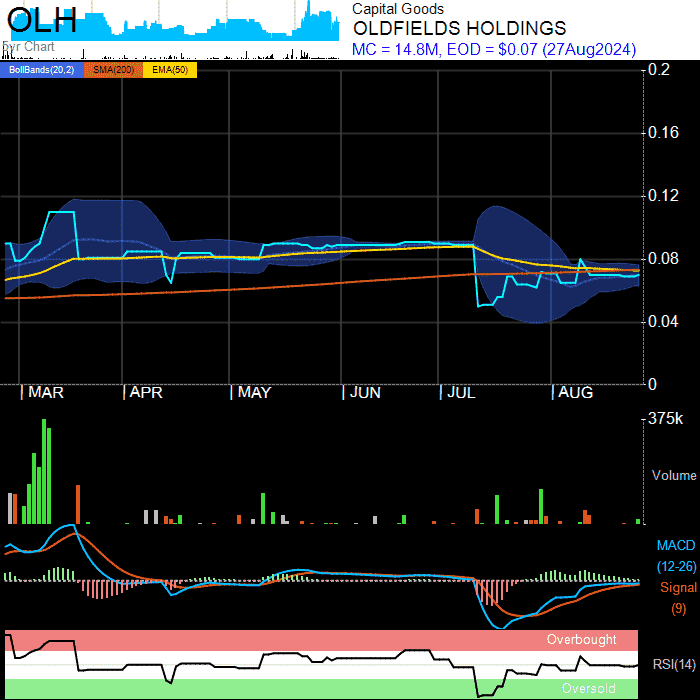 OLH
5yr Chart
Capital Goods
OLDFIELDS HOLDINGS
MC = 14.8M, EOD = $0.07 (27Aug2024)
BollBands(20,2) SMA(200) EMA(50)
0.2
0.16
0.12
0.08
0.04
0
MAR APR MAY JUN JUL AUG
375k
Volume
MACD
(12-26)
Signal
(9)
Overbought
RSI(14)
Oversold